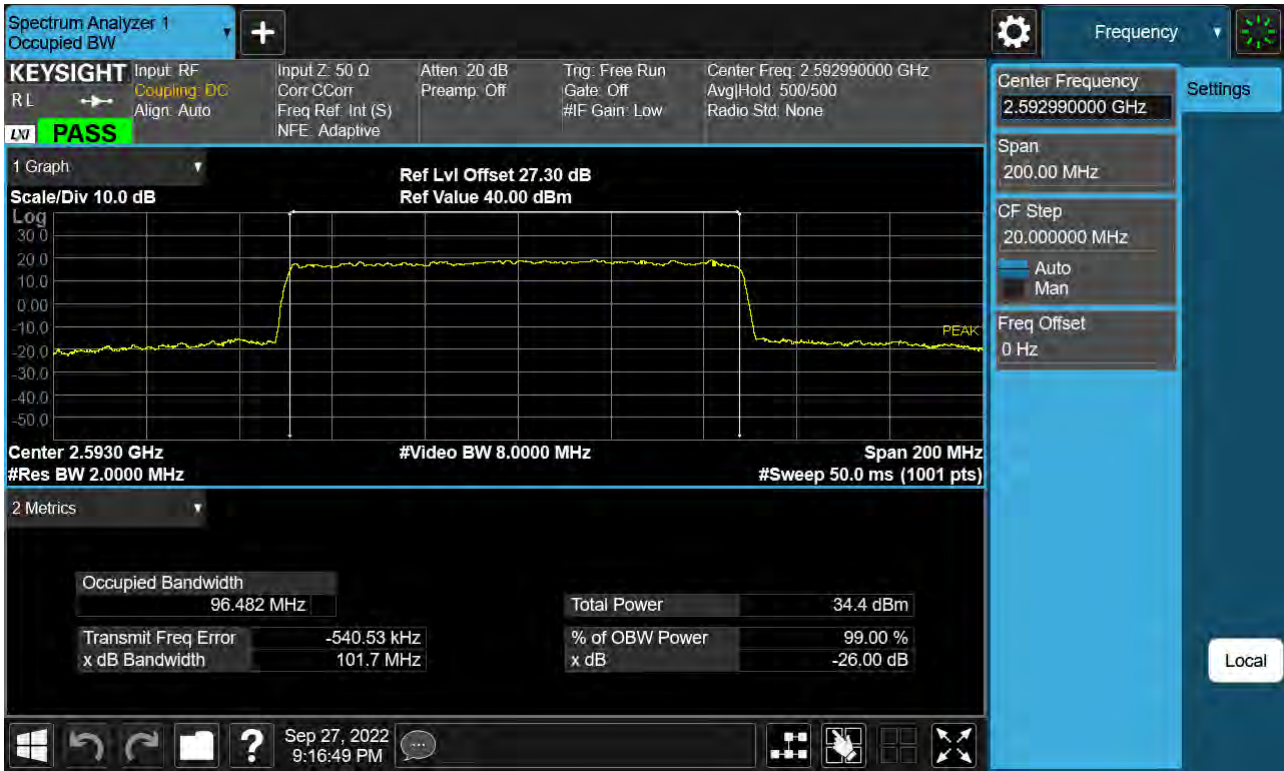 Spectrum Analyzer 1
Occupied BW
+
Frequency
KEYSIGHT
RL
LXI
PASS
Input: RF
Coupling: DC
Align: Auto
Input Z: 50 Ω
Corr CCorr
Freq Ref: Int (S)
NFE: Adaptive
Atten: 20 dB
Preamp: Off
Trig: Free Run
Gate: Off
#IF Gain: Low
Center Freq: 2.592990000 GHz
Avg|Hold: 500/500
Radio Std: None
Center Frequency
2.592990000 GHz
Settings
Span
200.00 MHz
CF Step
20.000000 MHz
Auto
Man
Freq Offset
0 Hz
Local
1 Graph
Scale/Div 10.0 dB
Ref Lvl Offset 27.30 dB
Ref Value 40.00 dBm
Log
30.0
20.0
10.0
0.00
-10.0
-20.0
-30.0
-40.0
-50.0
PEAK
Center 2.5930 GHz
#Video BW 8.0000 MHz
Span 200 MHz
#Res BW 2.0000 MHz
#Sweep 50.0 ms (1001 pts)
2 Metrics
Occupied Bandwidth
96.482 MHz
Total Power 34.4 dBm
Transmit Freq Error -540.53 kHz
% of OBW Power 99.00 %
x dB Bandwidth 101.7 MHz
x dB -26.00 dB
?
Sep 27, 2022
9:16:49 PM